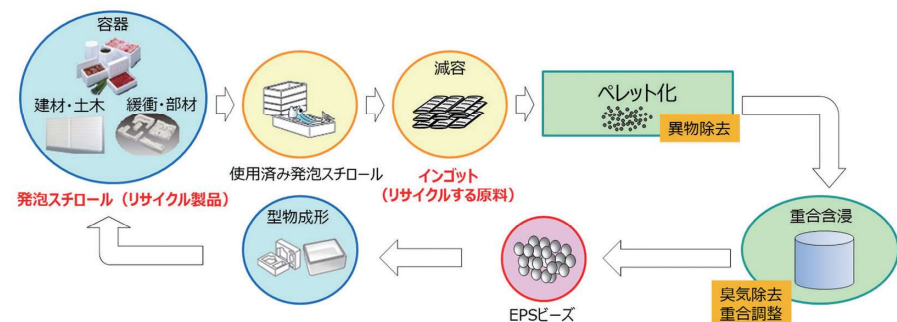 容器
建材・土木
緩衝・部材
発泡スチロール（リサイクル製品）
使用済み発泡スチロール
減容
インゴット
（リサイクルする原料）
ペレット化
異物除去
重合含浸
臭気除去
重合調整
EPSビーズ
型物成形